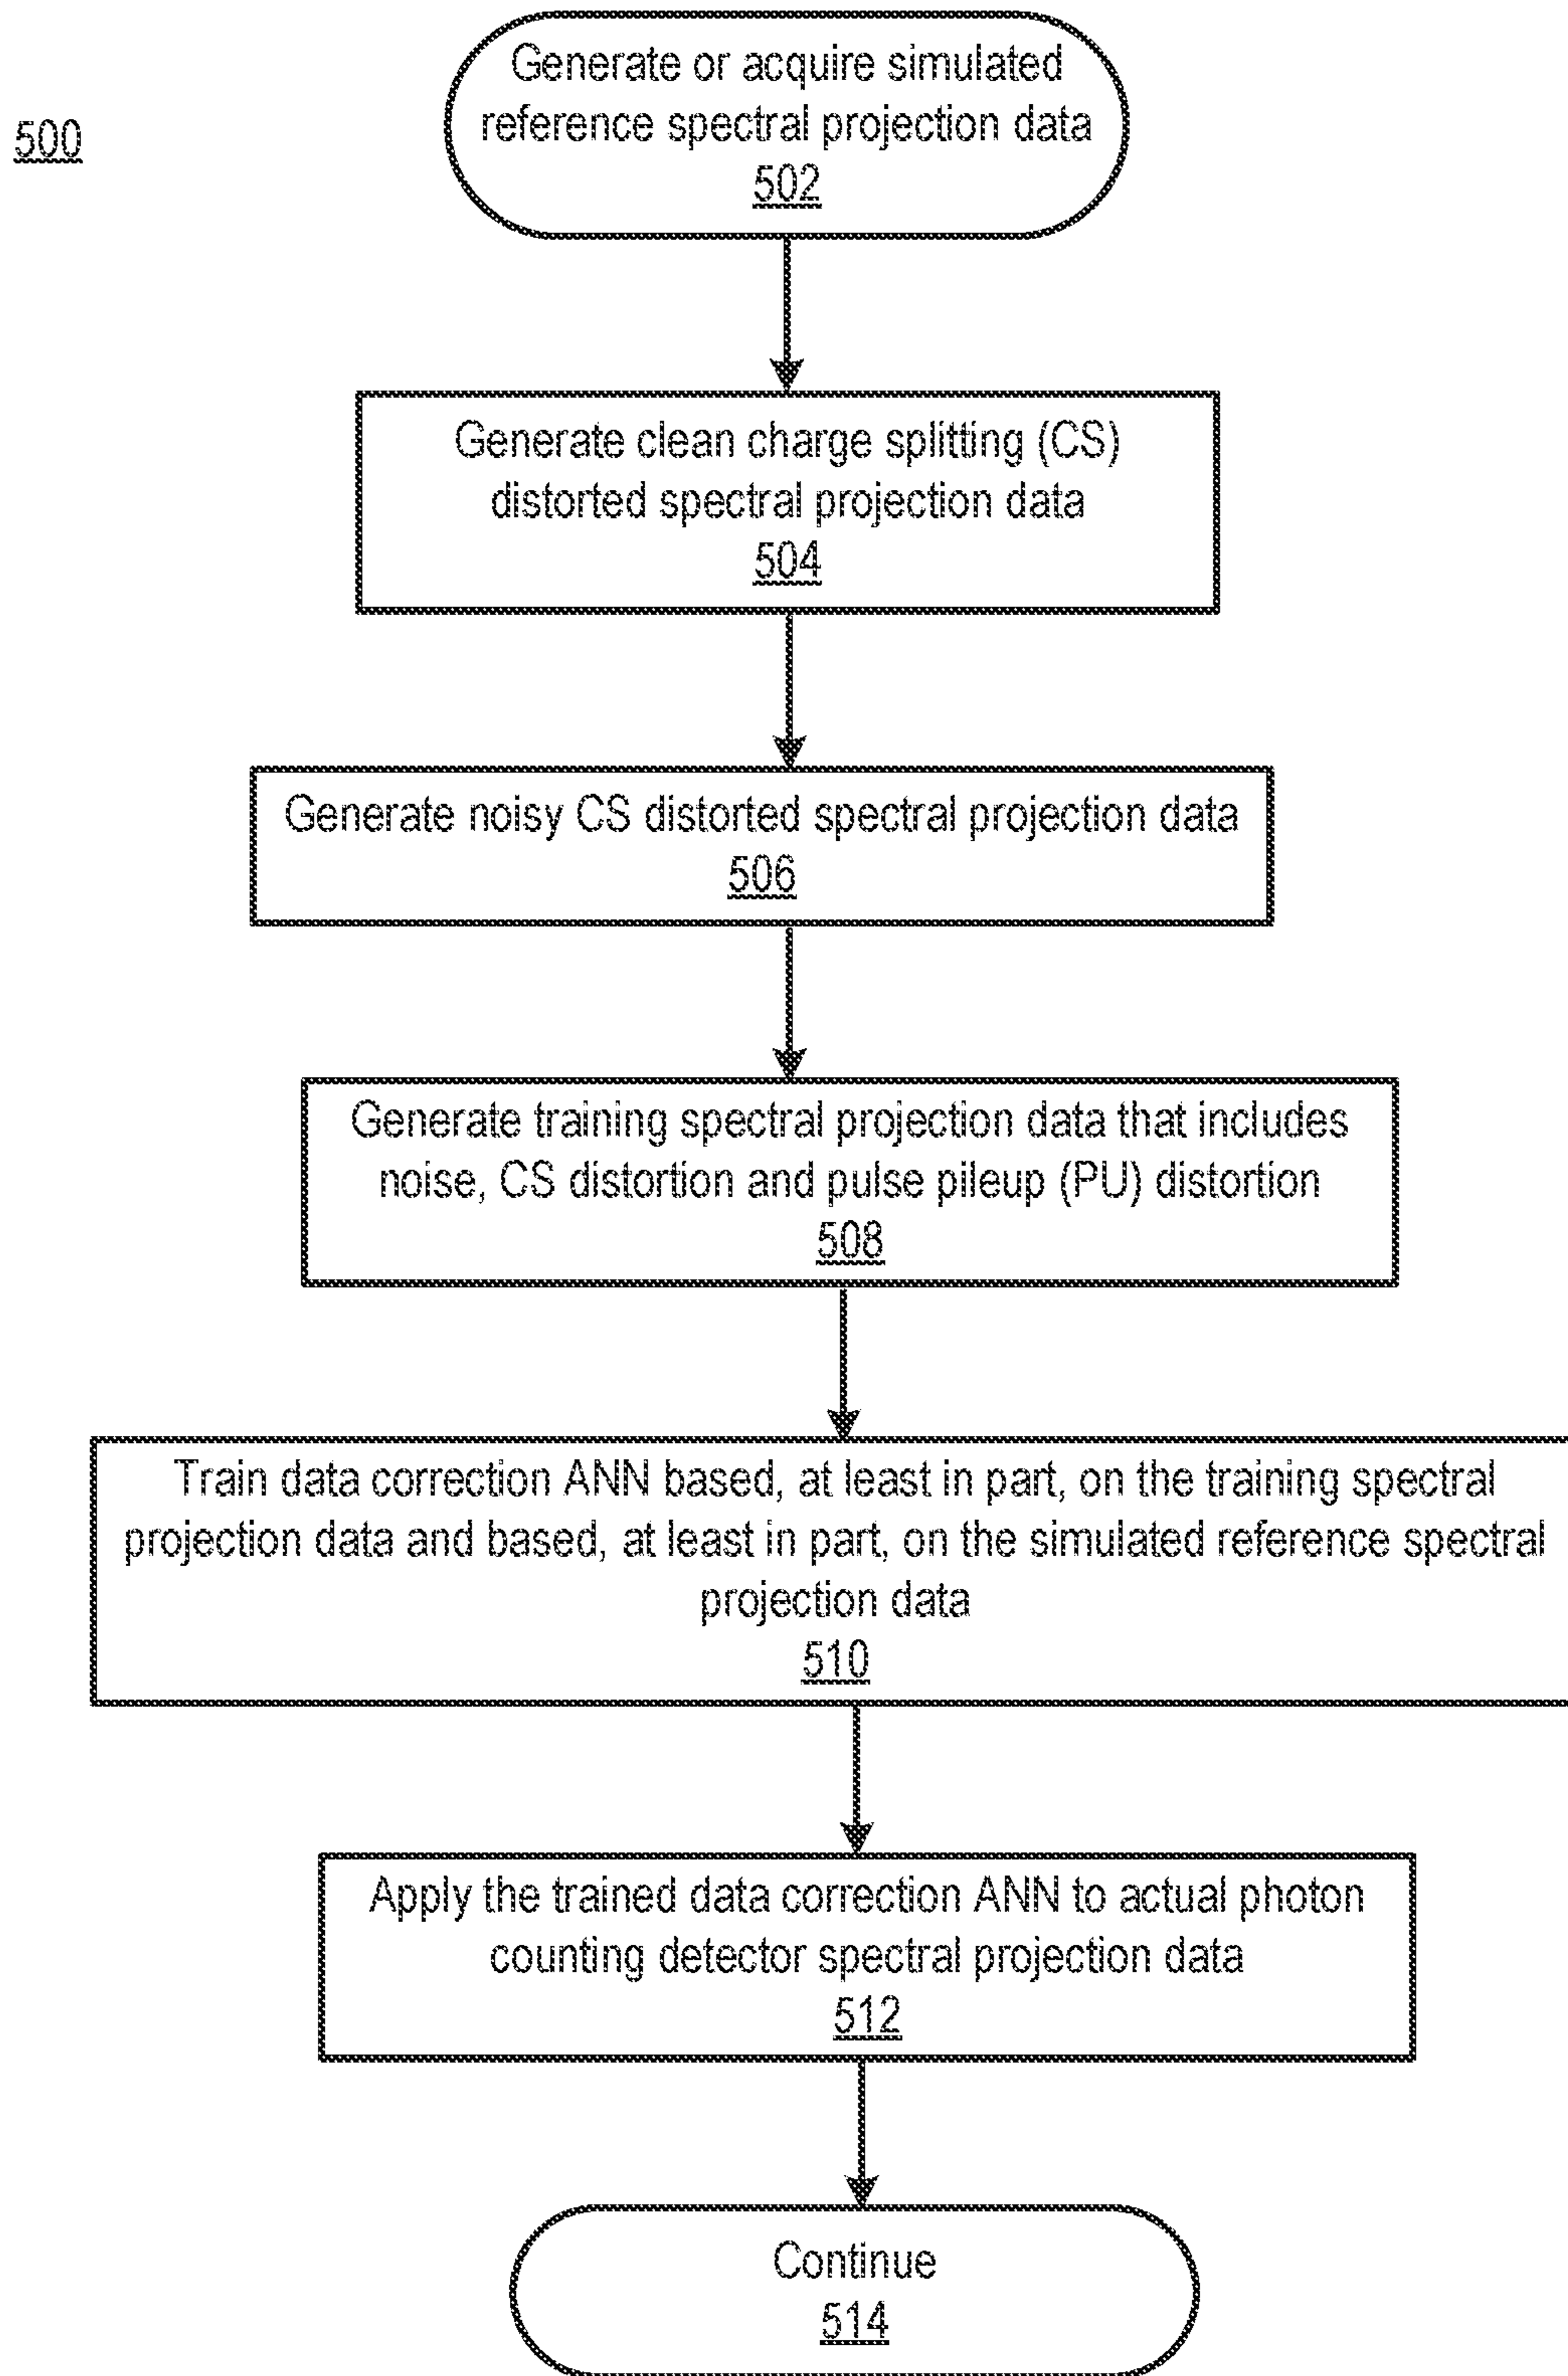 500
Generate or acquire simulated
reference spectral projection data
502
Generate clean charge splitting (CS)
distorted spectral projection data
504
Generate noisy CS distorted spectral projection data
506
Generate training spectral projection data that includes
noise, CS distortion and pulse pileup (PU) distortion
508
Train data correction ANN based, at least in part, on the training spectral
projection data and based, at least in part, on the simulated reference spectral
projection data
510
Apply the trained data correction ANN to actual photon
counting detector spectral projection data
512
Continue
514